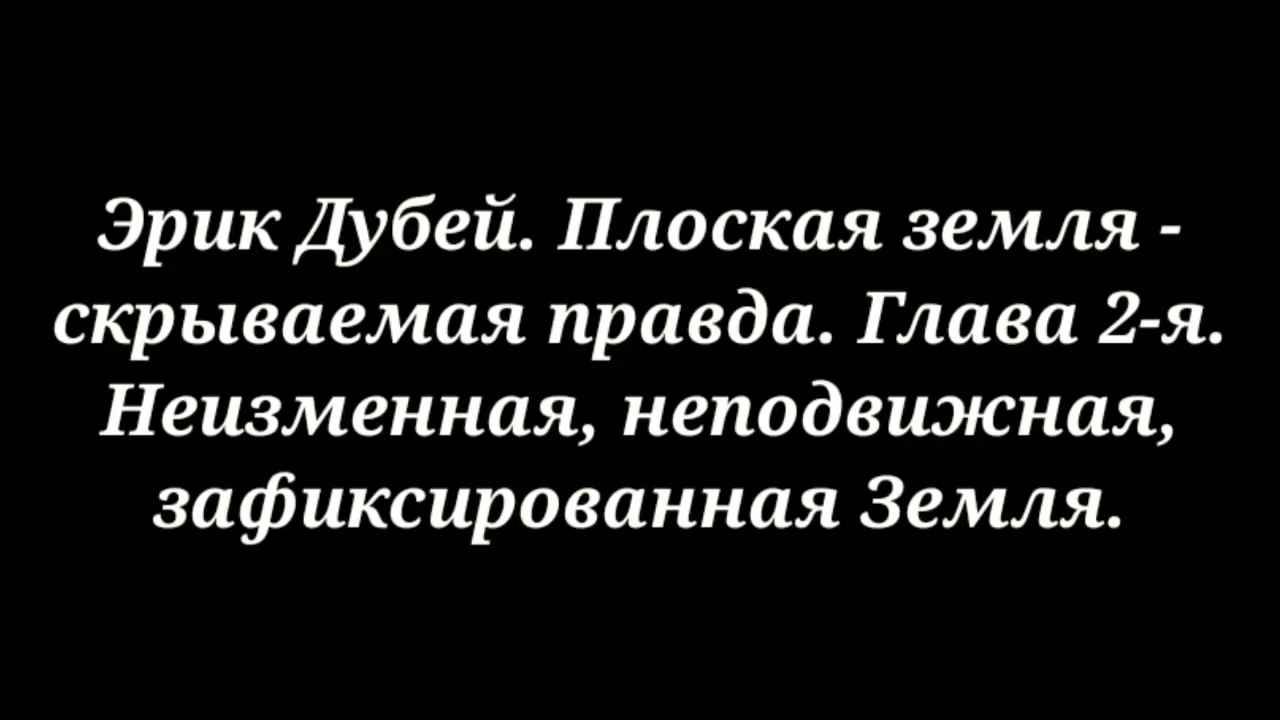 Эрик Дубей. Плоская земля -
скрываемая правда. Глава 2-я.
Неизменная, неподвижная,
зафиксированная Земля.